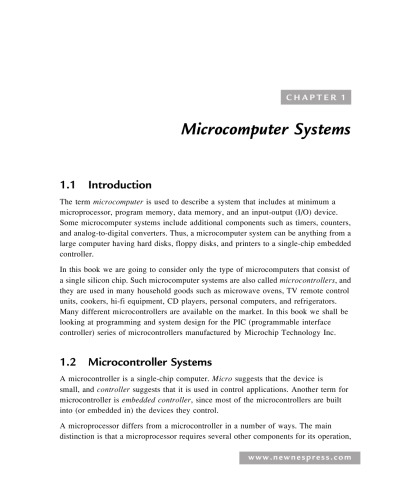 CHAPTER 1
Microcomputer Systems
1.1 Introduction
The term microcomputer is used to describe a system that includes at minimum a
microprocessor, program memory, data memory, and an input-output (I/O) device.
Some microcomputer systems include additional components such as timers, counters,
and analog-to-digital converters. Thus, a microcomputer system can be anything from a
large computer having hard disks, floppy disks, and printers to a single-chip embedded
controller.
In this book we are going to consider only the type of microcomputers that consist of
a single silicon chip. Such microcomputer systems are also called microcontrollers, and
they are used in many household goods such as microwave ovens, TV remote control
units, cookers, hi-fi equipment, CD players, personal computers, and refrigerators.
Many different microcontrollers are available on the market. In this book we shall be
looking at programming and system design for the PIC (programmable interface
controller) series of microcontrollers manufactured by Microchip Technology Inc.
1.2 Microcontroller Systems
A microcontroller is a single-chip computer. Micro suggests that the device is
small, and controller suggests that it is used in control applications. Another term for
microcontroller is embedded controller, since most of the microcontrollers are built
into (or embedded in) the devices they control.
A microprocessor differs from a microcontroller in a number of ways. The main
distinction is that a microprocessor requires several other components for its operation,
www.newnespress.com